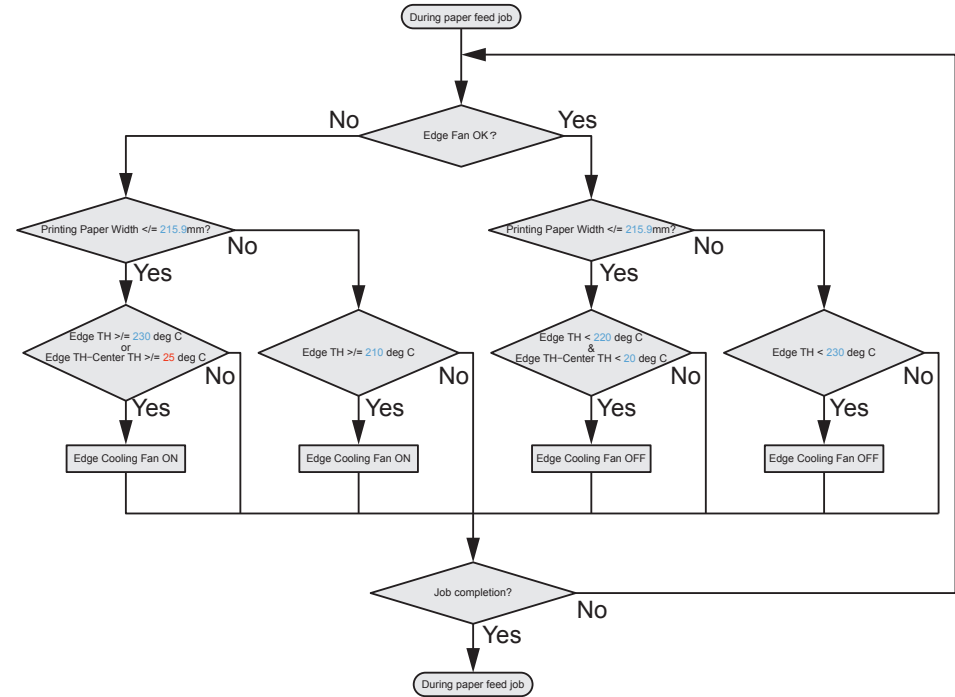 During paper feed job
No
Yes
Edge Fan OK?
Printing Paper Width </= 215.9mm?
No
Yes
Printing Paper Width </= 215.9mm?
No
Yes
Edge TH >/= 230 deg C
or
Edge TH–Center TH >/= 25 deg C
No
Yes
Edge TH >/= 210 deg C
No
Yes
Edge TH < 220 deg C
&
Edge TH–Center TH < 20 deg C
No
Yes
Edge TH < 230 deg C
No
Yes
Edge Cooling Fan ON
Edge Cooling Fan ON
Edge Cooling Fan OFF
Edge Cooling Fan OFF
Job completion?
No
Yes
During paper feed job